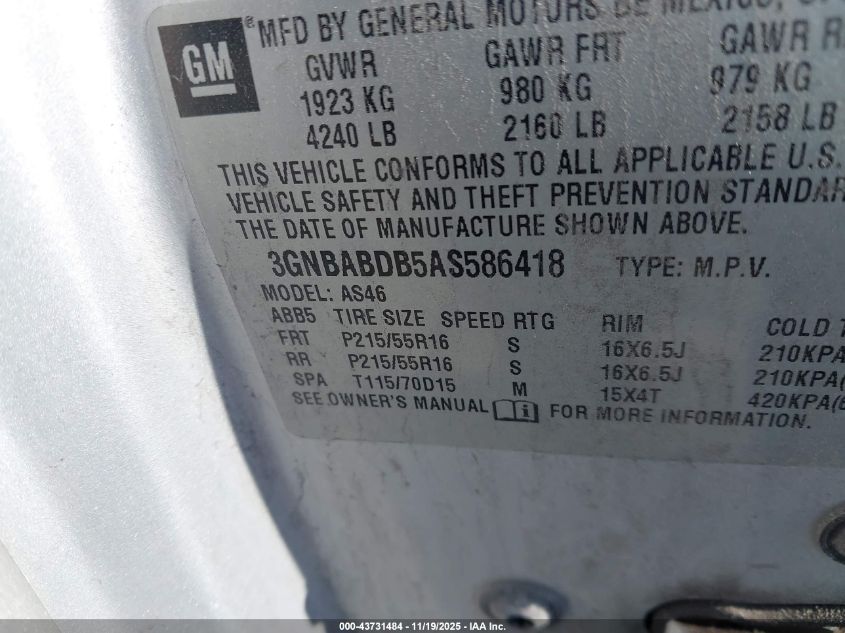 GM
® MFD BY GENERAL MOTORS DE MEXICO,
GVWR GAWR FRT GAWR R
1923 KG 980 KG 979 KG
4240 LB 2160 LB 2158 LB
THIS VEHICLE CONFORMS TO ALL APPLICABLE U.S.
VEHICLE SAFETY AND THEFT PREVENTION STANDAR
THE DATE OF MANUFACTURE SHOWN ABOVE.
3GNBABDB5AS586418 TYPE: M.P.V.
MODEL: AS46
ABB5 TIRE SIZE SPEED RTG RIM COLD T
FRT P215/55R16 S 16X6.5J 210KPA
RR P215/55R16 S 16X6.5J 210KPA(
SPA T115/70D15 M 15X4T 420KPA(6
SEE OWNER'S MANUAL FOR MORE INFORMATION.
000-43731484 - 11/19/2025 - IAA Inc.